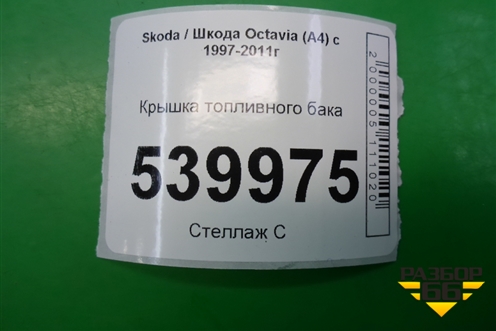 Skoda / Шкода Octavia (A4) с
1997-2011г
Крышка топливного бака
539975
Стеллаж С
2000005111020
РАЗБОР
66